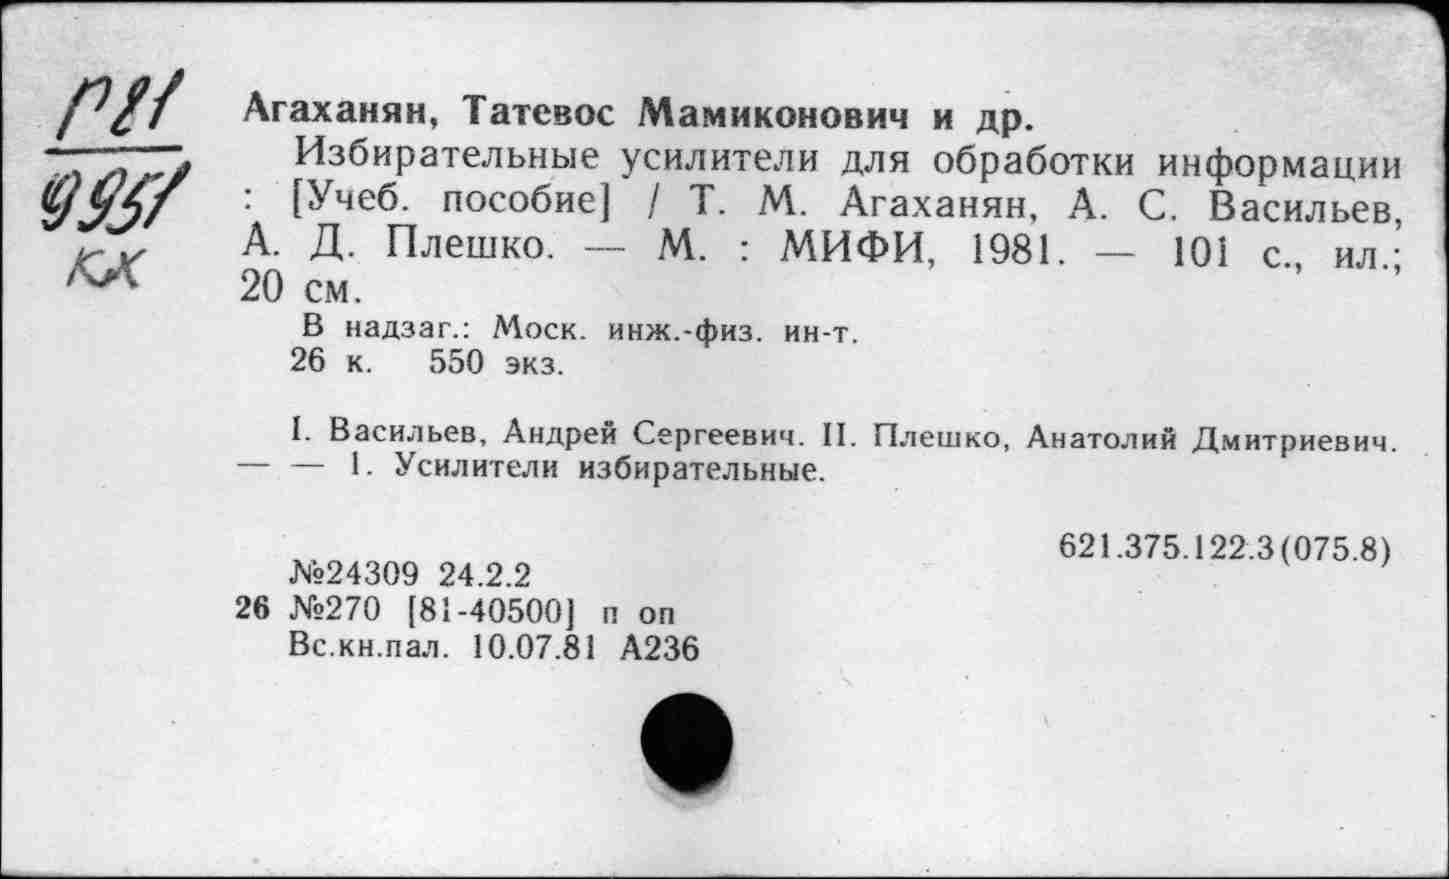 Агаханян, Татевос Мамиконович и др.
Избирательные усилители для обработки информации
: [Учеб. пособие] / Т. М. Агаханян, А. С. Васильев,
А. Д. Плешко. — М. : МИФИ, 1981. — 101 с., ил.;
20 см.
В надзаг.: Моск. инж.-физ. ин-т.
26 к. 550 экз.
I. Васильев, Андрей Сергеевич. II. Плешко, Анатолий Дмитриевич.
— — 1. Усилители избирательные.
621.375.122.3(075.8)
№24309 24.2.2
26 №270 [81-40500] п оп
Вс.кн.пал. 10.07.81 А236